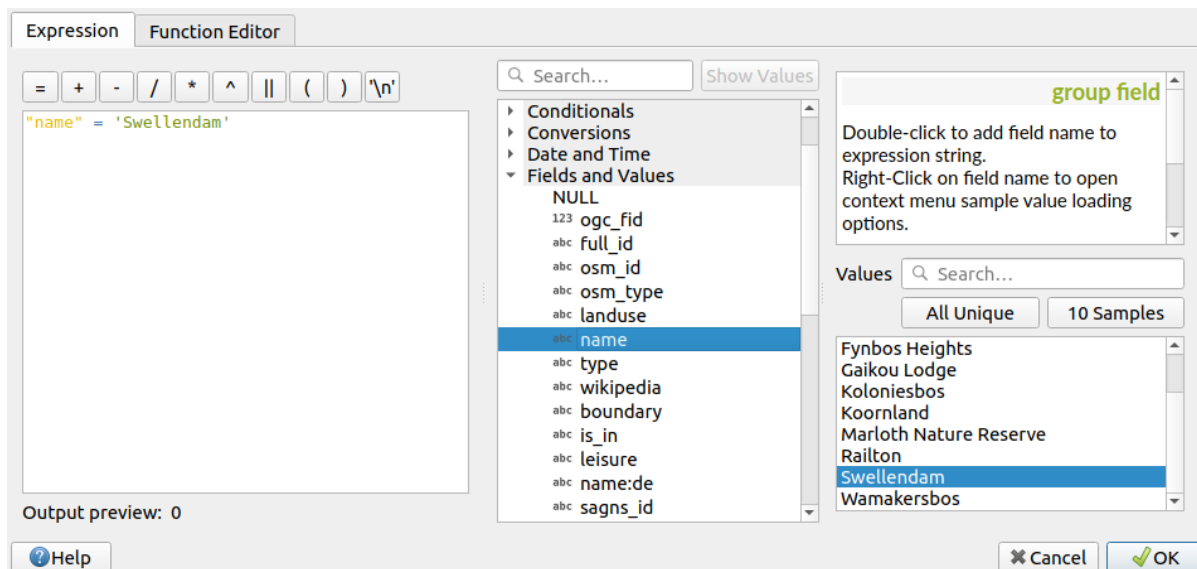 Expression
Function Editor
= + - / * ^ || ( ) '\n'
"name" = 'Swellendam'
Output preview: 0
Search...
Show Values
Conditionals
Conversions
Date and Time
Fields and Values
NULL
123 ogc_fid
abc full_id
abc osm_id
abc osm_type
abc landuse
abc name
abc type
abc wikipedia
abc boundary
abc is_in
abc leisure
abc name:de
abc sagns_id
group field
Double-click to add field name to
expression string.
Right-Click on field name to open
context menu sample value loading
options.
Values Search...
All Unique
10 Samples
Fynbos Heights
Gaikou Lodge
Koloniesbos
Koornland
Marloth Nature Reserve
Railton
Swellendam
Wamakersbos
?Help
Cancel
OK